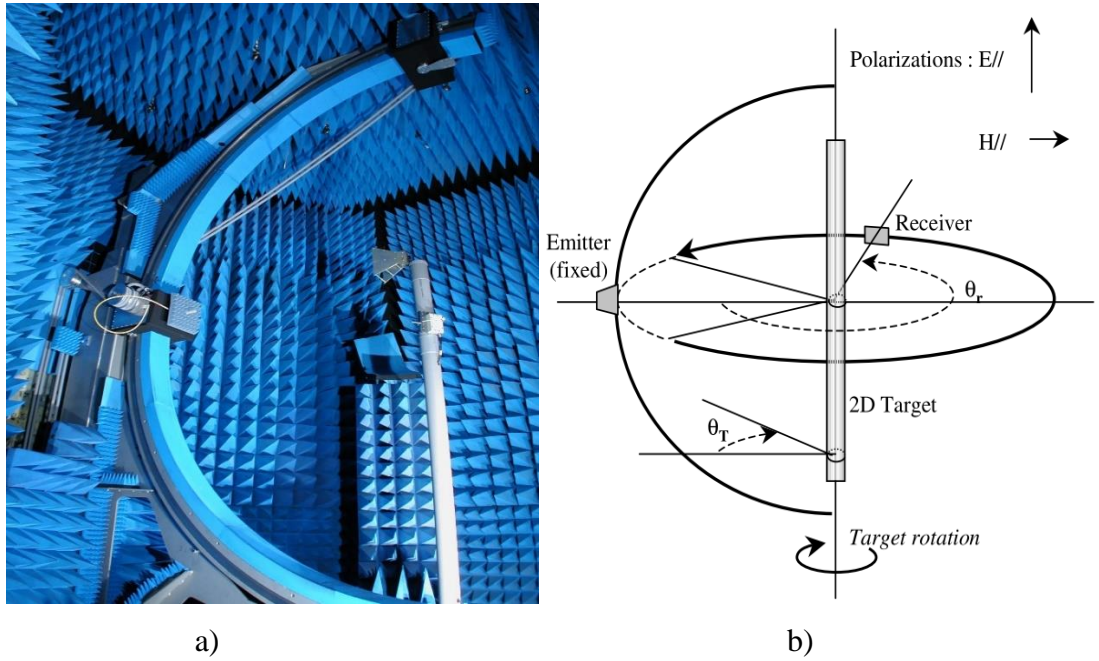 Polarizations : E//
H//
Receiver
Emitter
(fixed)
θr
2D Target
θT
Target rotation
a)
b)